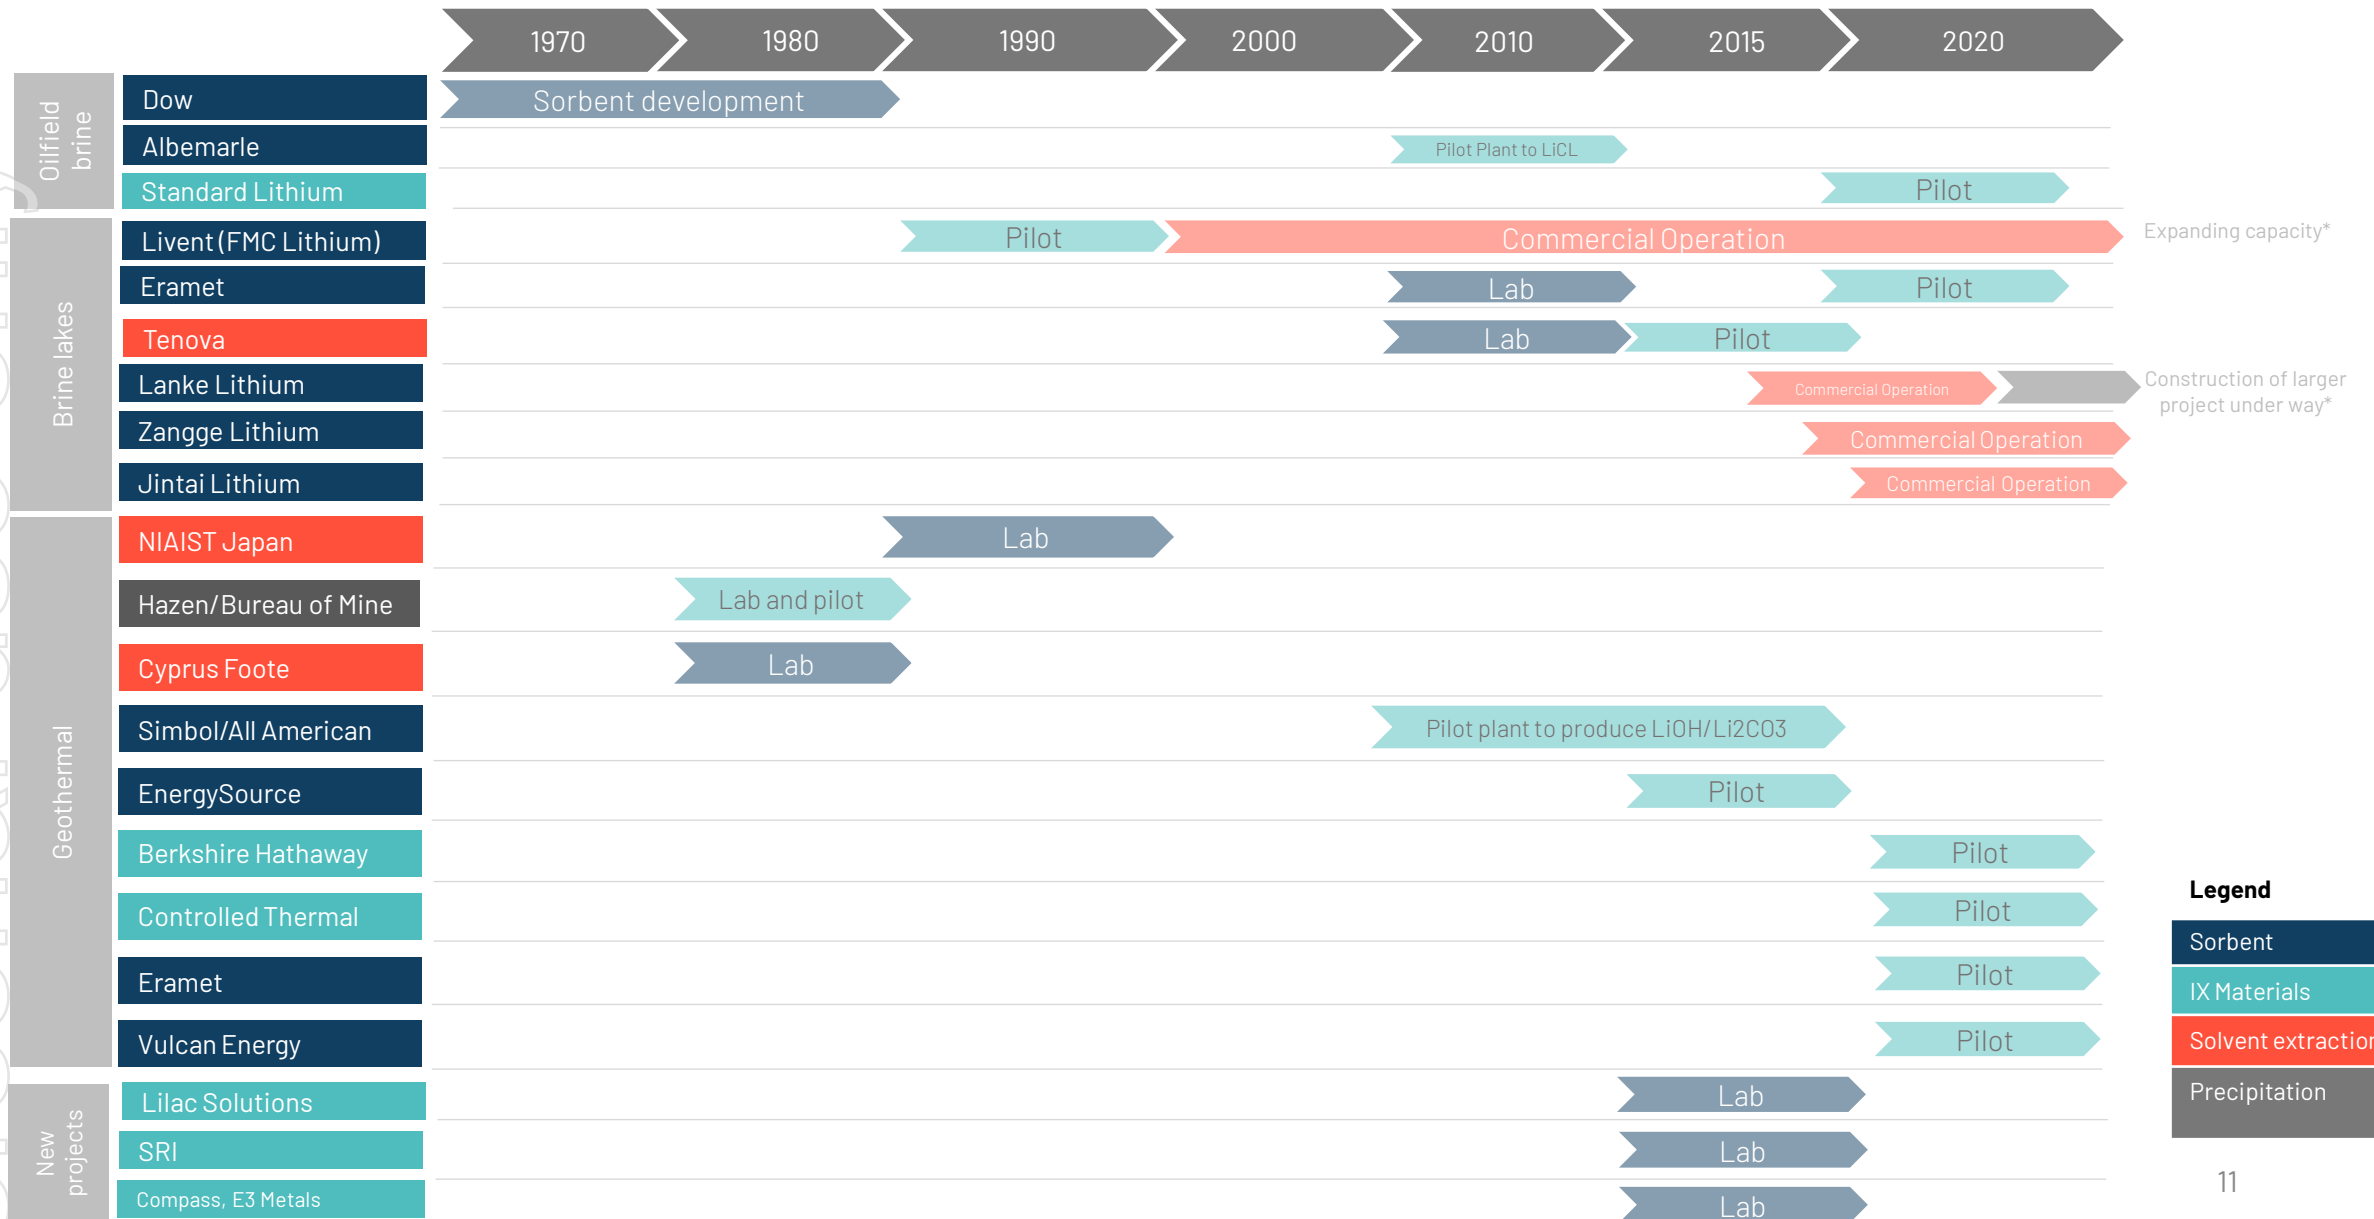 1970 1980 1990 2000 2010 2015 2020
Oilfield
brine
Dow Sorbent development
Albemarle Pilot Plant to LiCL
Standard Lithium Pilot
Brine lakes
Livent (FMC Lithium) Pilot Commercial Operation Expanding capacity*
Eramet Lab Pilot
Tenova Lab Pilot
Lanke Lithium Commercial Operation Construction of larger
project under way*
Zangge Lithium Commercial Operation
Jintai Lithium Commercial Operation
Geothermal
NIAIST Japan Lab
Hazen/Bureau of Mine Lab and pilot
Cyprus Foote Lab
Simbol/All American Pilot plant to produce LiOH/Li2CO3
EnergySource Pilot
Berkshire Hathaway Pilot
Controlled Thermal Pilot
Eramet Pilot
Vulcan Energy Pilot
New
projects
Lilac Solutions Lab
SRI Lab
Compass, E3 Metals Lab
Legend
Sorbent
IX Materials
Solvent extraction
Precipitation
11